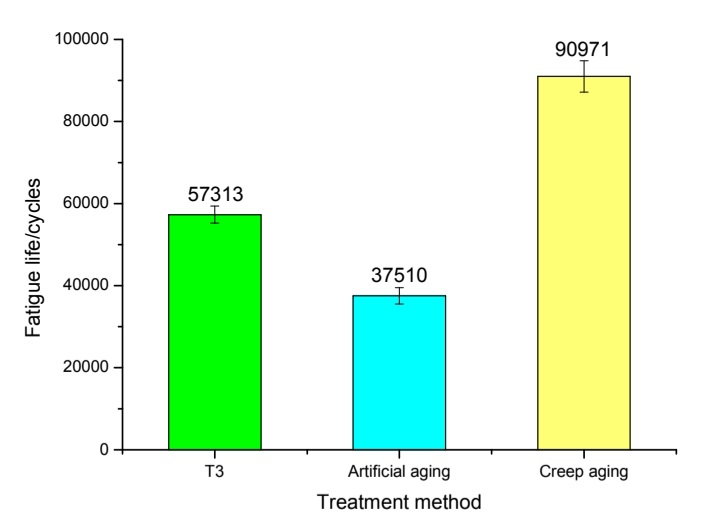 100000
80000
60000
40000
20000
0
Fatigue life/cycles
57313
37510
90971
T3
Artificial aging
Creep aging
Treatment method